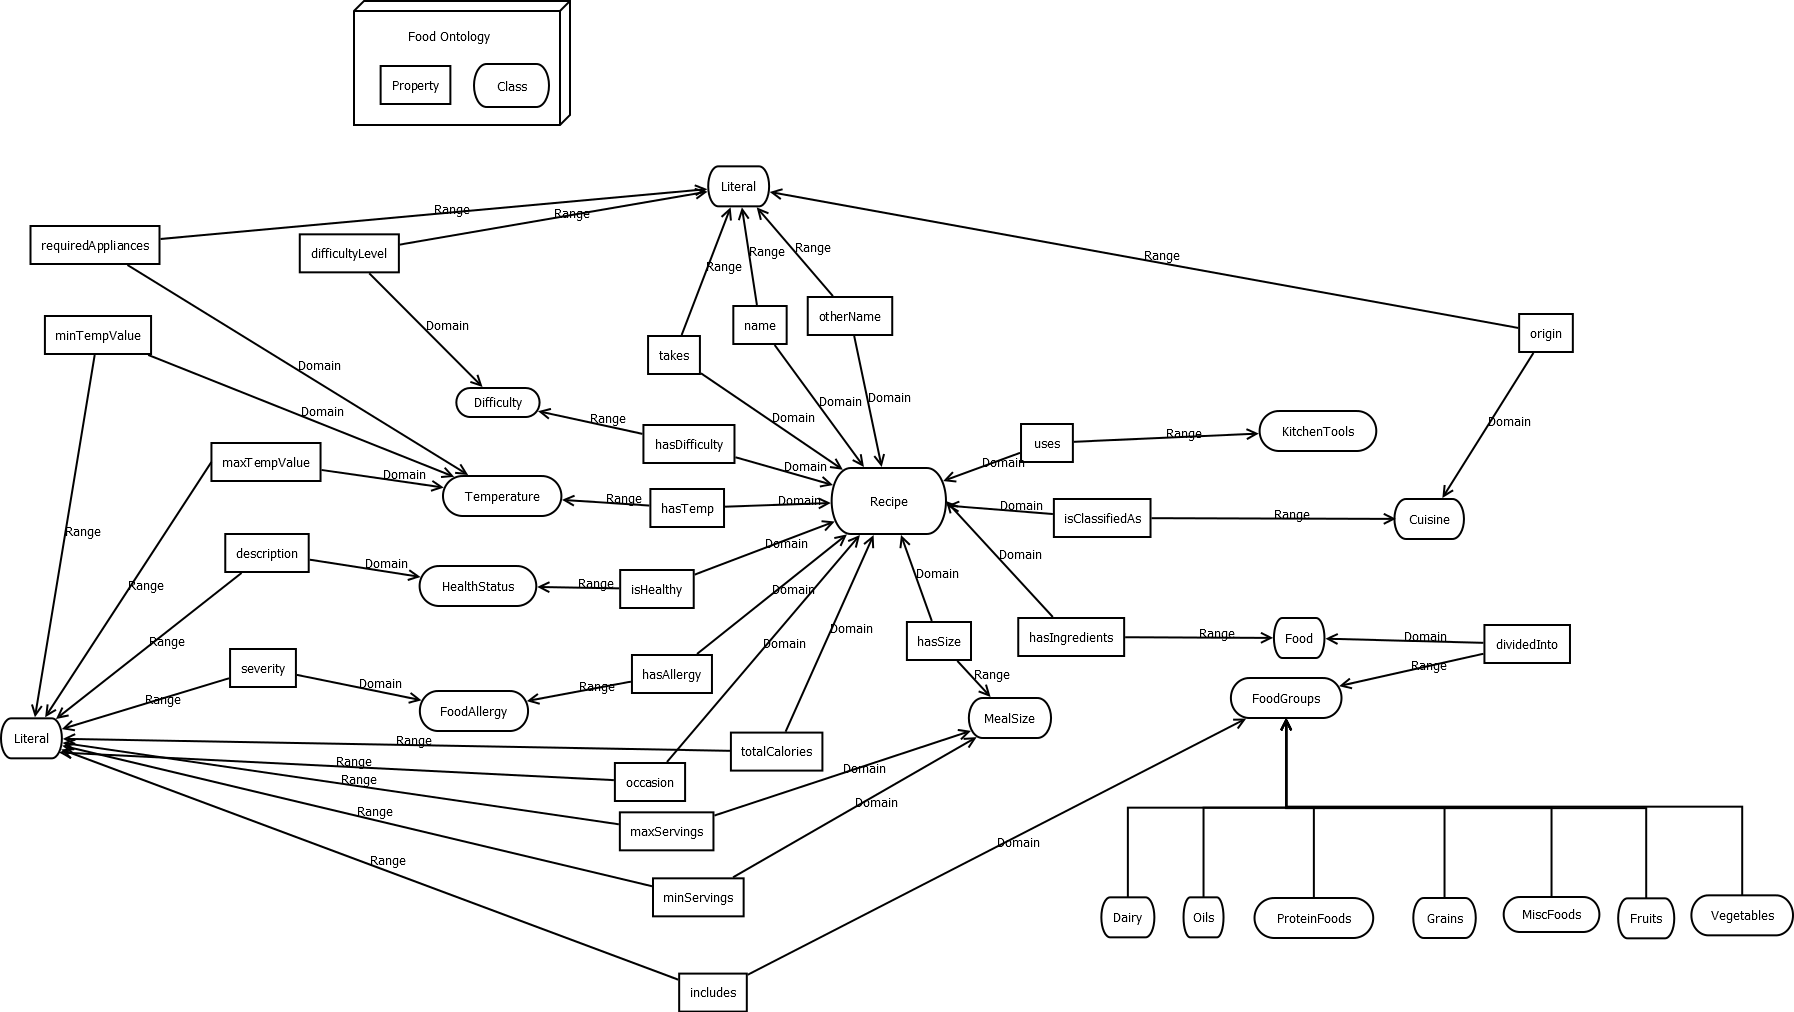 Food Ontology
Property
Class
Literal
Range
Range
requiredAppliances
difficultyLevel
Range
Range
Range
Range
otherName
name
origin
minTempValue
Domain
takes
Domain
Domain
Domain
Domain
Difficulty
Domain
Domain
Range
Domain
hasDifficulty
uses
Range
KitchenTools
maxTempValue
Domain
Domain
Domain
Temperature
Range
hasTemp
Domain
Recipe
Domain
isClassifiedAs
Range
Cuisine
Range
description
Domain
Domain
Domain
HealthStatus
Range
isHealthy
Domain
Domain
Range
Domain
Range
Domain
hasSize
hasIngredients
Range
Food
Domain
dividedInto
severity
Domain
hasAllergy
Range
Range
Range
Range
FoodAllergy
FoodGroups
MealSize
Literal
Range
totalCalories
Range
occasion
Range
Domain
Domain
Range
maxServings
Range
Domain
minServings
Dairy
Oils
ProteinFoods
Grains
MiscFoods
Fruits
Vegetables
includes